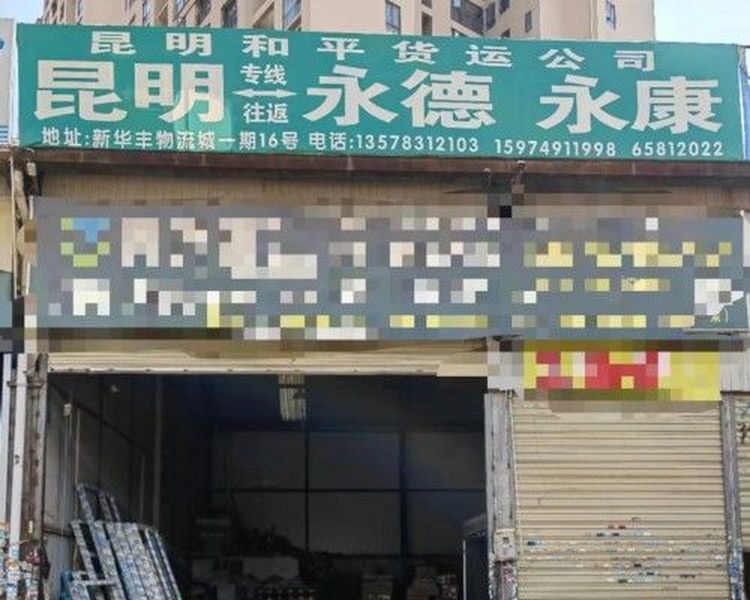 昆明和平货运公司
昆明 专线 往返 永德 永康
地址:新华丰物流城一期16号 电话:13578312103 15974911998 65812022